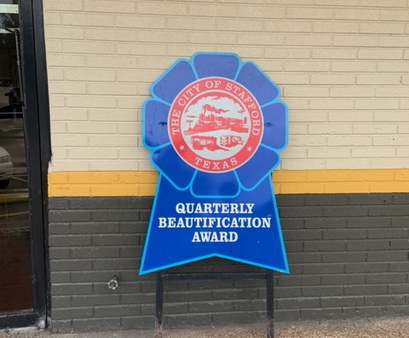 THE CITY OF STAFFORD
TEXAS
QUARTERLY
BEAUTIFICATION
AWARD